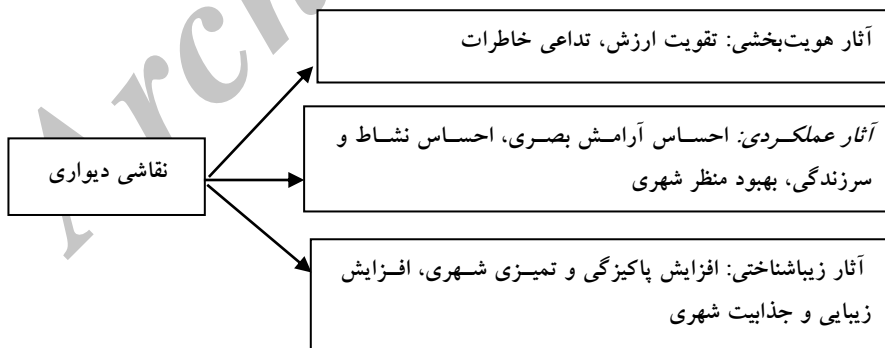 آثار هویت‌بخشی: تقویت ارزش، تداعی خاطرات
آثار عملکردی: احساس آرامش بصری، احساس نشاط و
سرزندگی، بهبود منظر شهری
نقاشی دیواری
آثار زیباشناختی: افزایش پاکیزگی و تمیزی شهری، افزایش
زیبایی و جذابیت شهری